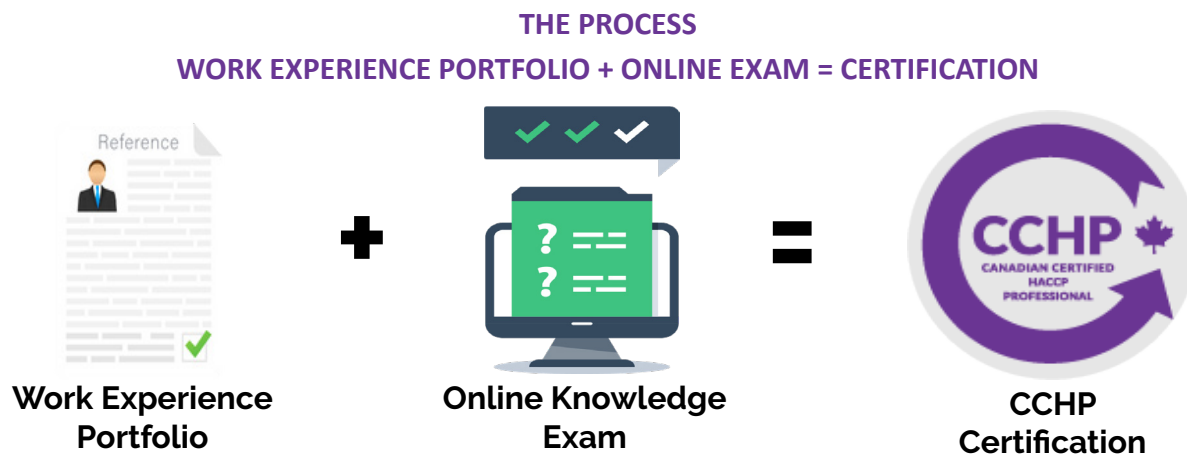 THE PROCESS
WORK EXPERIENCE PORTFOLIO + ONLINE EXAM = CERTIFICATION
Reference
?
?
+
=
CCHP
CANADIAN CERTIFIED
HACCP
PROFESSIONAL
Work Experience
Portfolio
Online Knowledge
Exam
CCHP
Certification